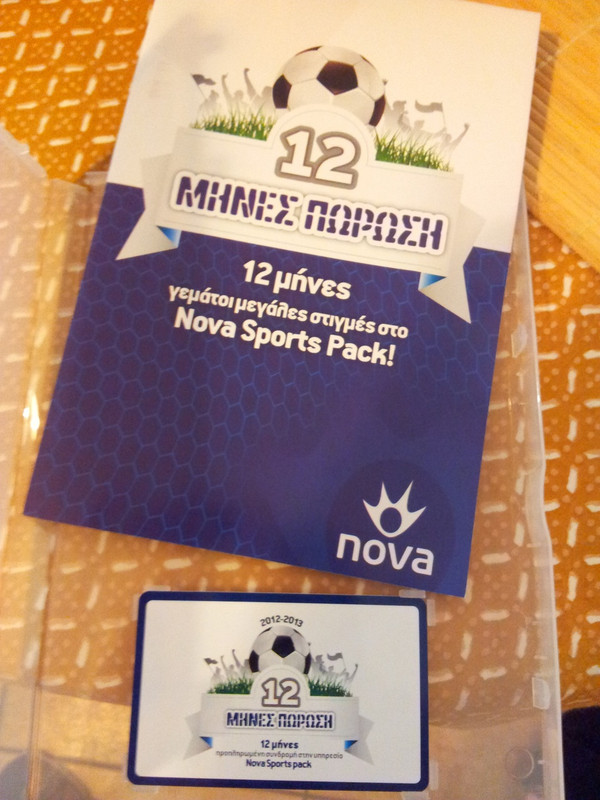 12
ΜΗΝΕΣ ΠΩΡΩΣΗ
12 μήνες
γεμάτοι μεγάλες στιγμές στο
Nova Sports Pack!
nova
2012-2013
12
ΜΗΝΕΣ ΠΩΡΩΣΗ
12 μήνες
προπληρωμένη συνδρομή στην υπηρεσία
Nova Sports pack